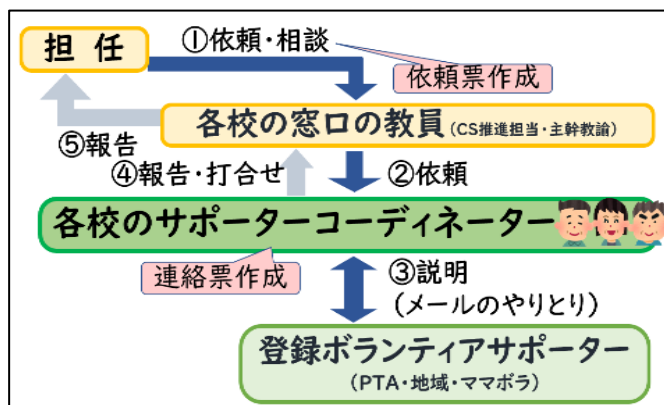 担 任
①依頼・相談
依頼票作成
各校の窓口の教員(CS推進担当・主幹教諭)
⑤報告
④報告・打合せ
②依頼
各校のサポーターコーディネーター
連絡票作成
③説明
(メールのやりとり)
登録ボランティアサポーター
(PTA・地域・ママボラ)